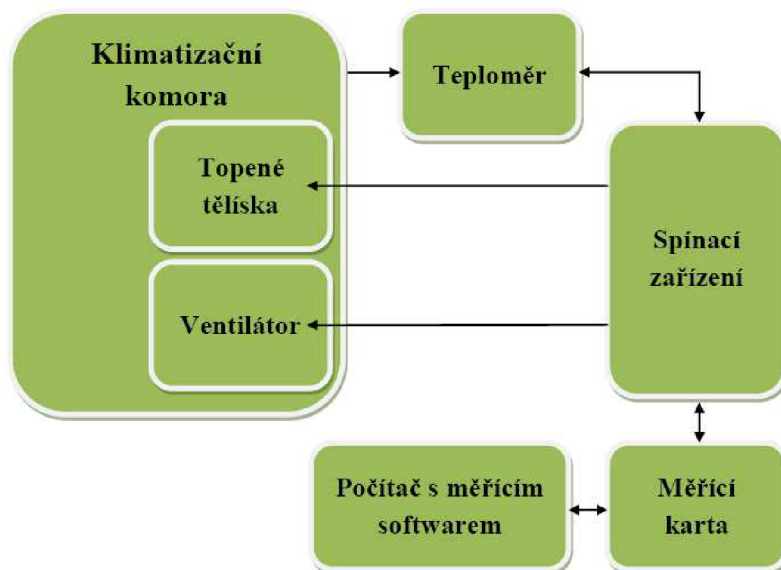 Klimatizační
komora
Teploměr
Topené
tělíska
Spínací
zařízení
Ventilátor
Počítač s měřícím
softwarem
Měřící
karta